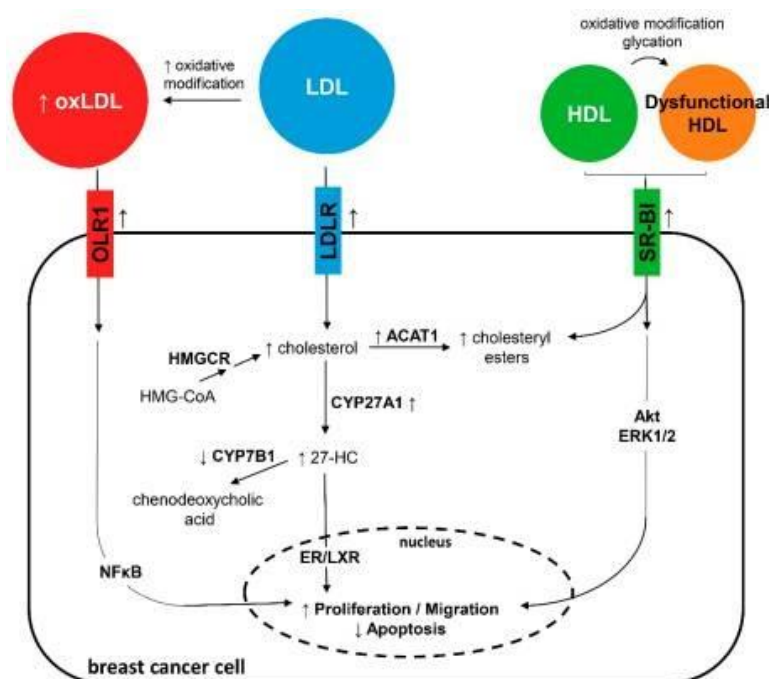 oxidative modification
glycation
↑ oxLDL
↑ oxidative
modification
LDL
HDL
Dysfunctional
HDL
OLR1
↑
LDLR
↑
SR-BI
↑
HMGCR
↑ cholesterol
↑ ACAT1
↑ cholesteryl
esters
HMG-CoA
CYP27A1 ↑
Akt
ERK1/2
↓ CYP7B1
↑ 27-HC
chenodeoxycholic
acid
nucleus
ER/LXR
NFκB
↑ Proliferation / Migration
↓ Apoptosis
breast cancer cell